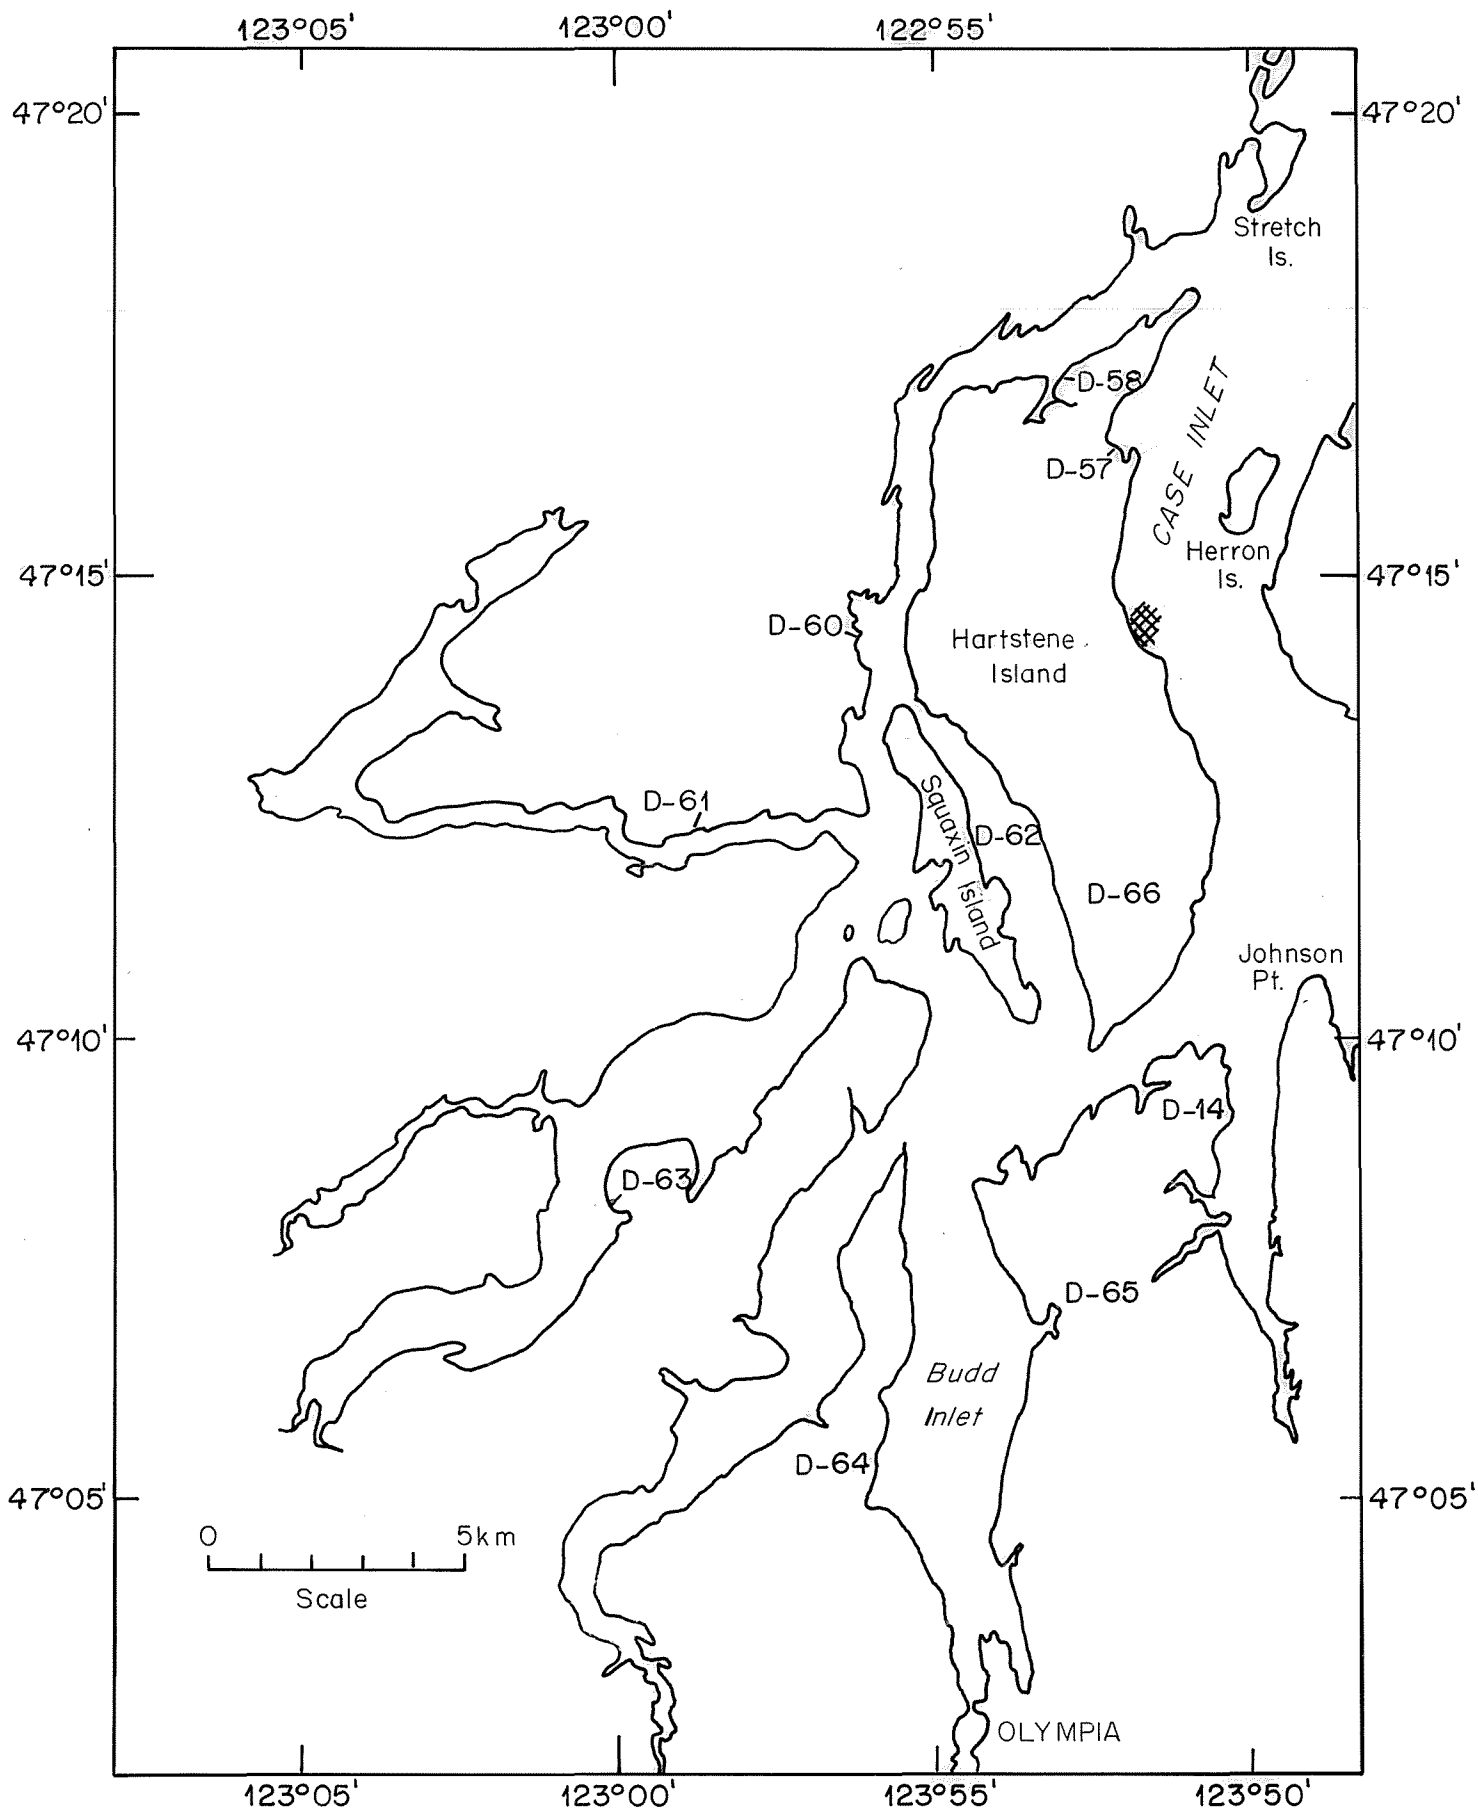 123°05' 123°00' 122°55'
47°20' 47°20'
Stretch
Is.
D-58
CASE INLET
D-57
Herron
Is.
47°15' 47°15'
D-60
Hartstene
Island
D-61
Squaxin Island
D-62
D-66
Johnson
Pt.
47°10' 47°10'
D-14
D-63
D-65
Budd
Inlet
D-64
47°05' 47°05'
0 5km
Scale
OLYMPIA
123°05' 123°00' 123°55' 123°50'